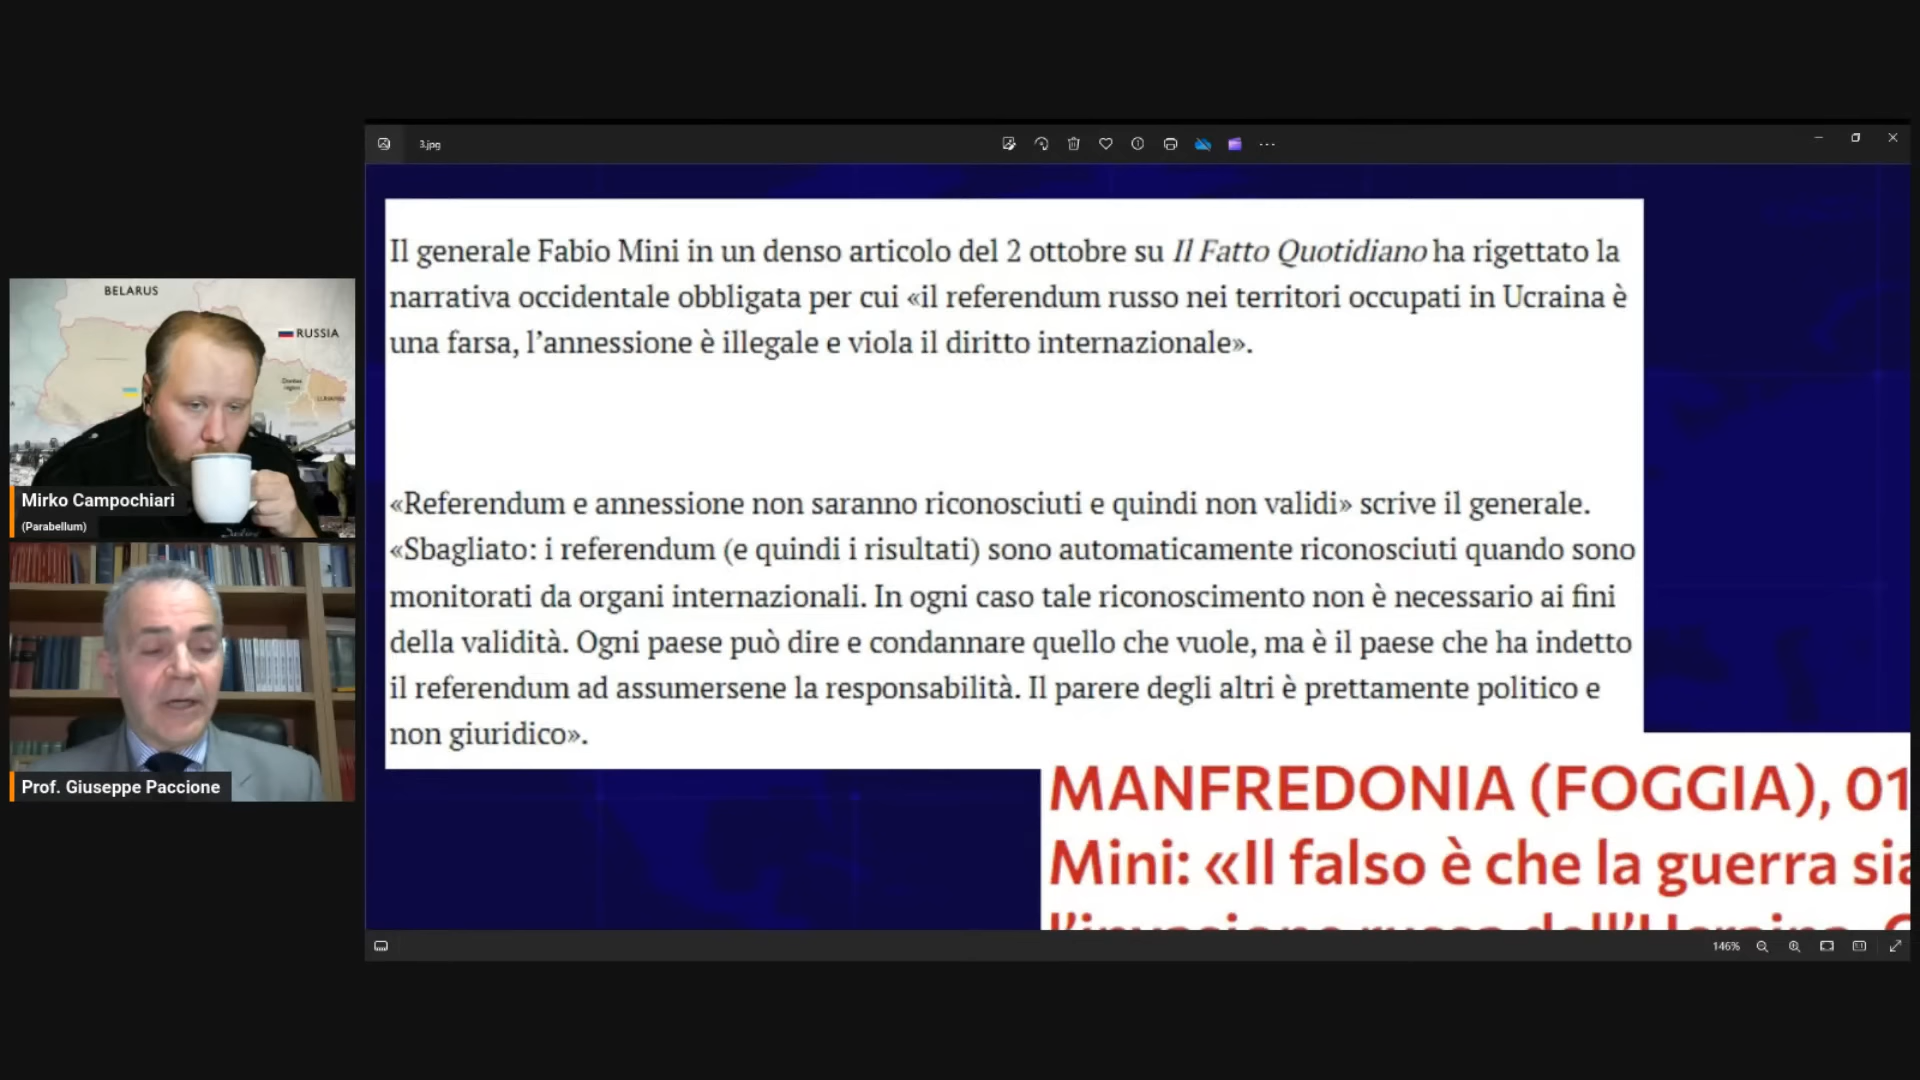 3.jpg
Il generale Fabio Mini in un denso articolo del 2 ottobre su Il Fatto Quotidiano ha rigettato la
narrativa occidentale obbligata per cui «il referendum russo nei territori occupati in Ucraina è
una farsa, l’annessione è illegale e viola il diritto internazionale».
«Referendum e annessione non saranno riconosciuti e quindi non validi» scrive il generale.
«Sbagliato: i referendum (e quindi i risultati) sono automaticamente riconosciuti quando sono
monitorati da organi internazionali. In ogni caso tale riconoscimento non è necessario ai fini
della validità. Ogni paese può dire e condannare quello che vuole, ma è il paese che ha indetto
il referendum ad assumersene la responsabilità. Il parere degli altri è prettamente politico e
non giuridico».
MANFREDONIA (FOGGIA), 01
Mini: «Il falso è che la guerra sia
l’invasione russa dell’Ucraina.
146%
BELARUS
RUSSIA
Mirko Campochiari
(Parabellum)
Prof. Giuseppe Paccione